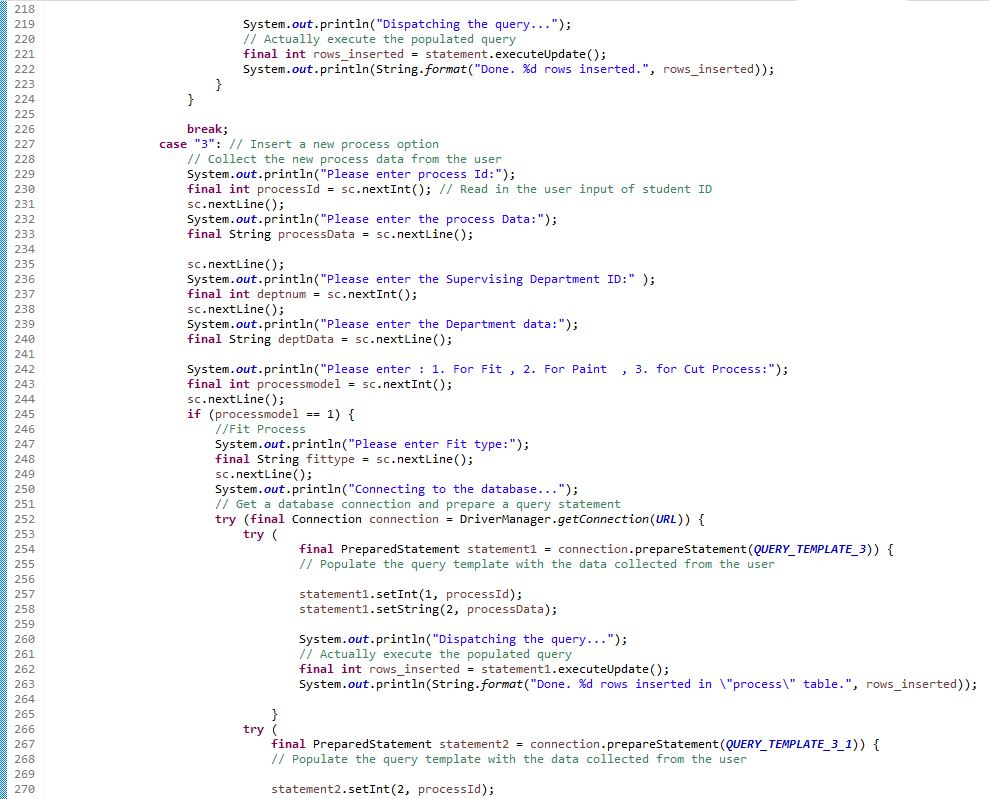 218
219 System.out.println("Dispatching the query...");
220 // Actually execute the populated query
221 final int rows_inserted = statement.executeUpdate();
222 System.out.println(String.format("Done. %d rows inserted.", rows_inserted));
223 }
224 }
225
226 break;
227 case "3": // Insert a new process option
228 // Collect the new process data from the user
229 System.out.println("Please enter process Id:");
230 final int processId = sc.nextInt(); // Read in the user input of student ID
231 sc.nextLine();
232 System.out.println("Please enter the process Data:");
233 final String processData = sc.nextLine();
234
235 sc.nextLine();
236 System.out.println("Please enter the Supervising Department ID:" );
237 final int deptnum = sc.nextInt();
238 sc.nextLine();
239 System.out.println("Please enter the Department data:");
240 final String deptData = sc.nextLine();
241
242 System.out.println("Please enter : 1. For Fit , 2. For Paint  , 3. for Cut Process:");
243 final int processmodel = sc.nextInt();
244 sc.nextLine();
245 if (processmodel == 1) {
246 //Fit Process
247 System.out.println("Please enter Fit type:");
248 final String fittype = sc.nextLine();
249 sc.nextLine();
250 System.out.println("Connecting to the database...");
251 // Get a database connection and prepare a query statement
252 try (final Connection connection = DriverManager.getConnection(URL)) {
253 try (
254 final PreparedStatement statement1 = connection.prepareStatement(QUERY_TEMPLATE_3)) {
255 // Populate the query template with the data collected from the user
256
257 statement1.setInt(1, processId);
258 statement1.setString(2, processData);
259
260 System.out.println("Dispatching the query...");
261 // Actually execute the populated query
262 final int rows_inserted = statement1.executeUpdate();
263 System.out.println(String.format("Done. %d rows inserted in \"process\" table.", rows_inserted));
264
265 }
266 try (
267 final PreparedStatement statement2 = connection.prepareStatement(QUERY_TEMPLATE_3_1)) {
268 // Populate the query template with the data collected from the user
269
270 statement2.setInt(2, processId);